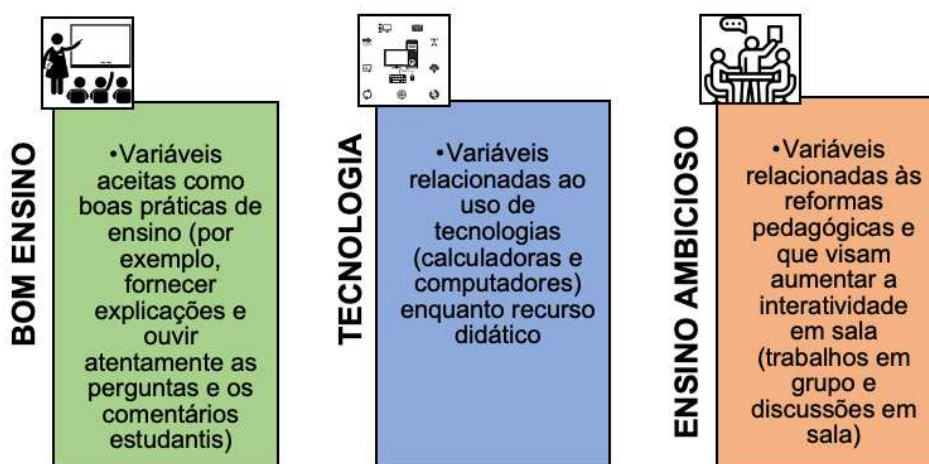 BOM ENSINO
•Variáveis
aceitas como
boas práticas de
ensino (por
exemplo,
fornecer
explicações e
ouvir
atentamente as
perguntas e os
comentários
estudantis)
TECNOLOGIA
•Variáveis
relacionadas ao
uso de
tecnologias
(calculadoras e
computadores)
enquanto recurso
didático
ENSINO AMBICIOSO
•Variáveis
relacionadas às
reformas
pedagógicas e
que visam
aumentar a
interatividade
em sala
(trabalhos em
grupo e
discussões em
sala)